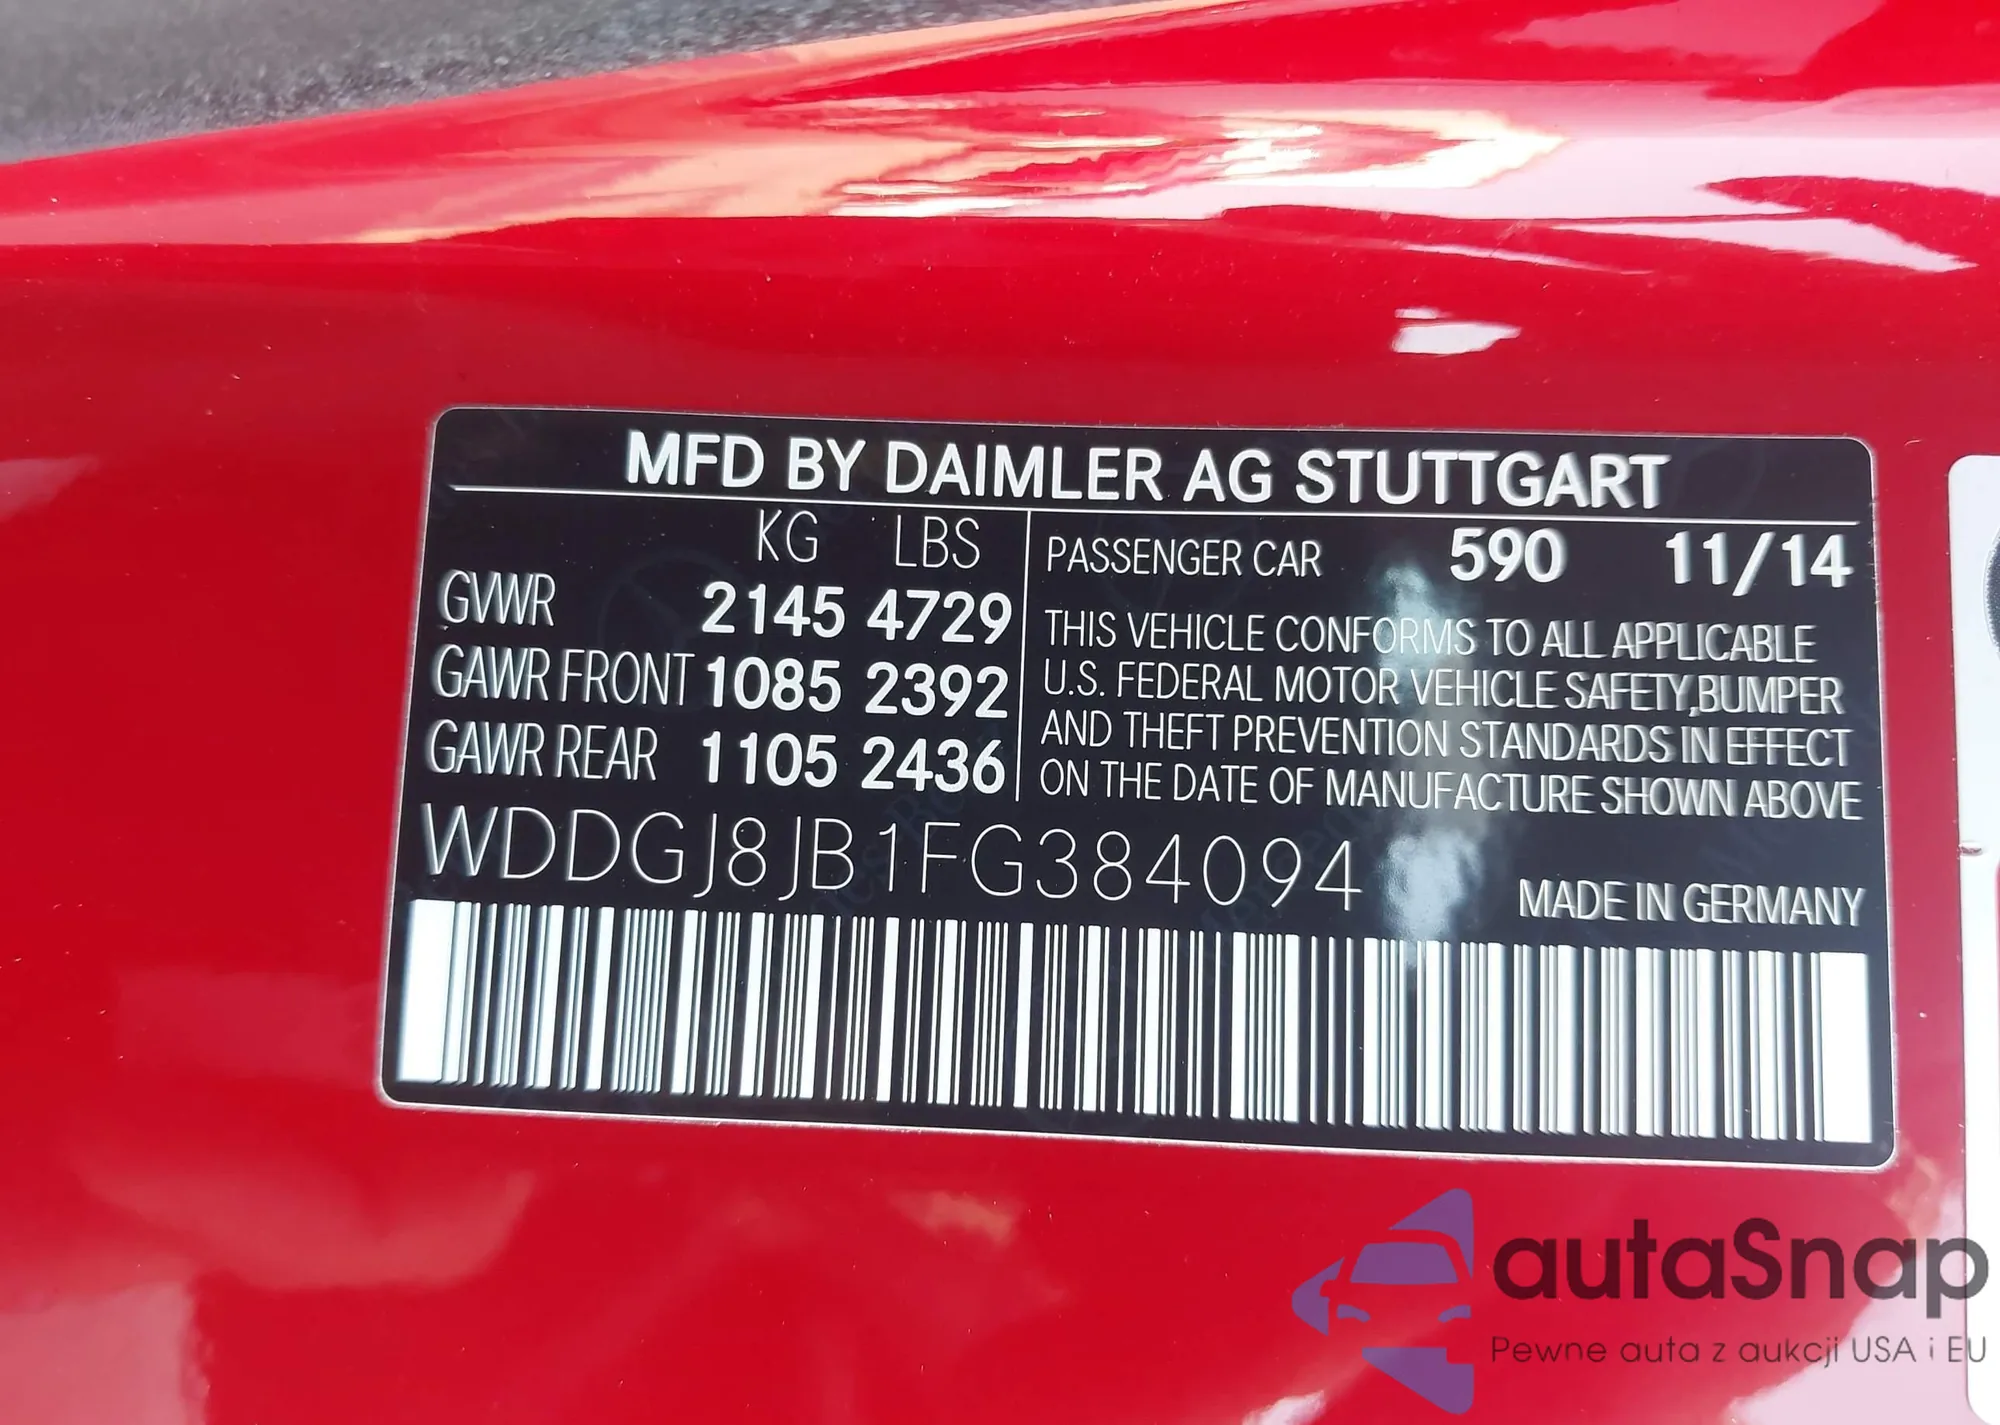 MFD BY DAIMLER AG STUTTGART
KG LBS
GVWR 2145 4729
GAWR FRONT 1085 2392
GAWR REAR 1105 2436
PASSENGER CAR 590 11/14
THIS VEHICLE CONFORMS TO ALL APPLICABLE
U.S. FEDERAL MOTOR VEHICLE SAFETY,BUMPER
AND THEFT PREVENTION STANDARDS IN EFFECT
ON THE DATE OF MANUFACTURE SHOWN ABOVE
WDDGJ8JB1FG384094
MADE IN GERMANY
autaSnap
Pewne auta z aukcji USA i EU